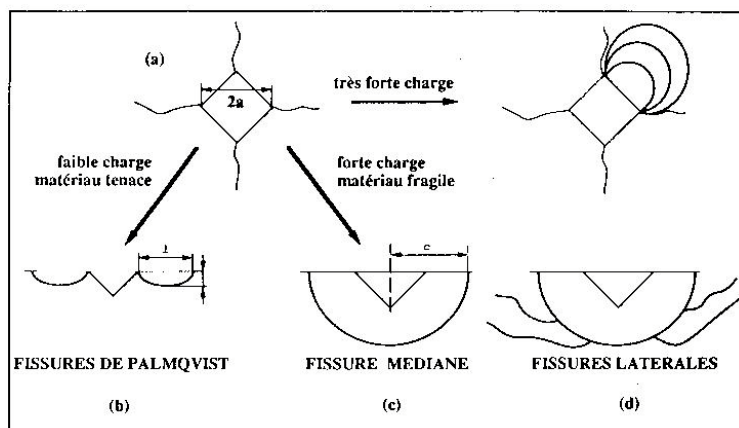 (a)
2a
très forte charge
faible charge
matériau tenace
forte charge
matériau fragile
c
FISSURES DE PALMQVIST
FISSURE MEDIANE
FISSURES LATERALES
(b)
(c)
(d)